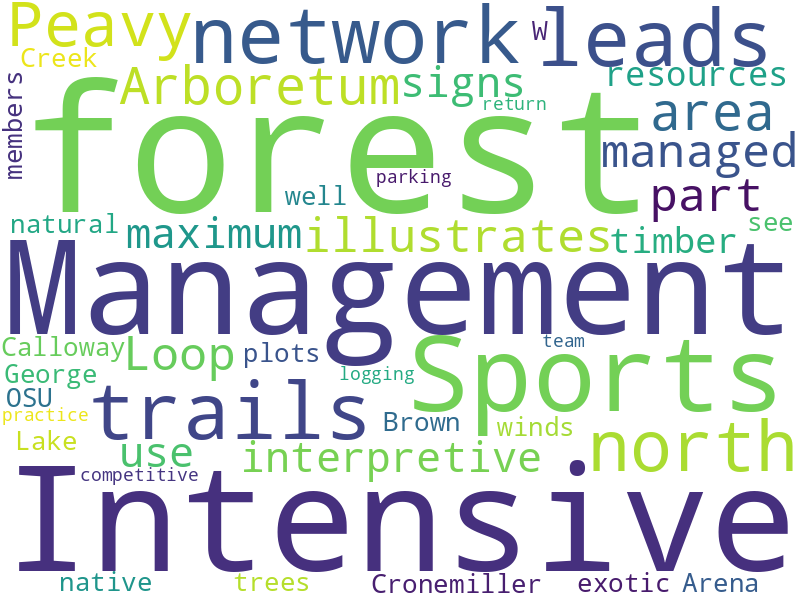 Peavy network W leads
Creek
Arboretum signs resources
members return area
forest
parking managed
well part
natural maximum illustrates timber see
Management
Calloway Loop plots team
George logging Sports
OSU trails
practice Brown winds
Lake use interpretive north
competitive
Intensive
native trees Cronemiller exotic Arena